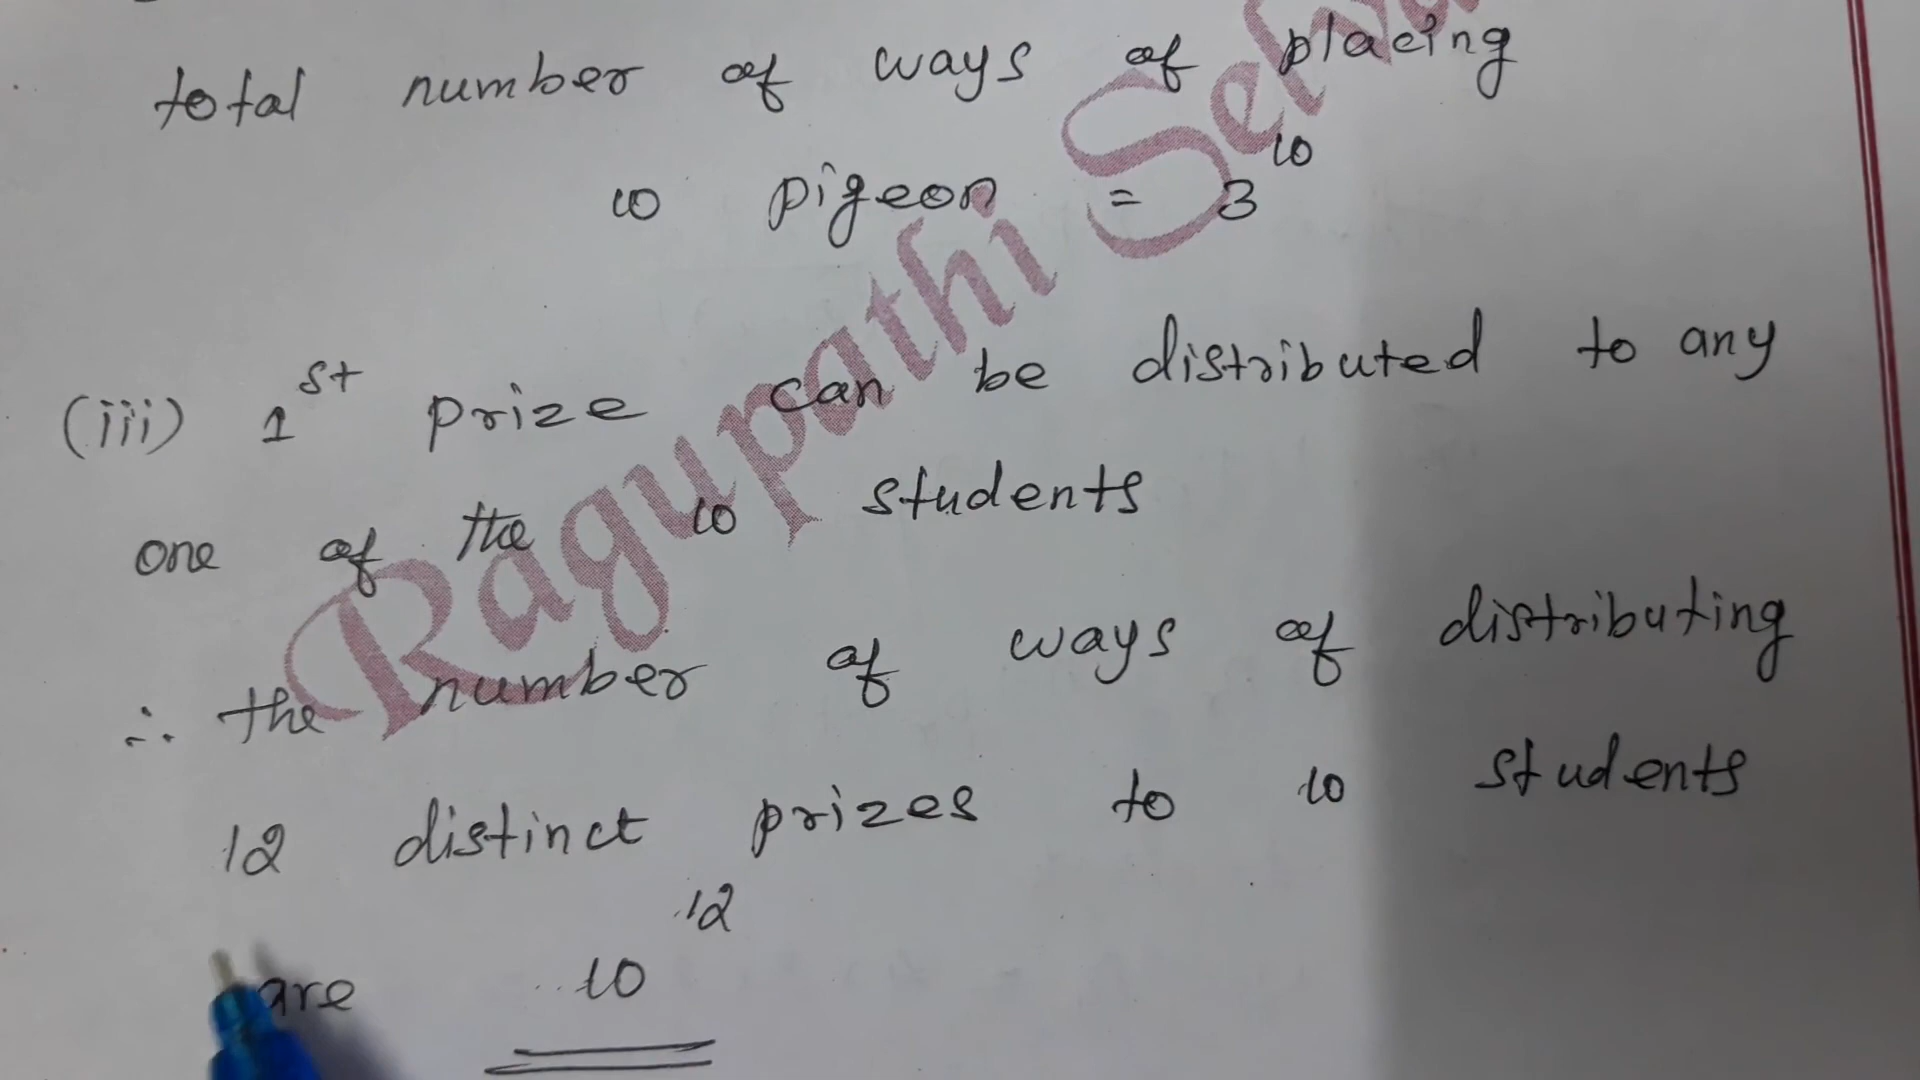 total number of ways of placing
10 pigeon = 3^10
(iii) 1st prize can be distributed to any
one of the 10 students
∴ the number of ways of distributing
12 distinct prizes to 10 students
are 10^12
Ragupathi